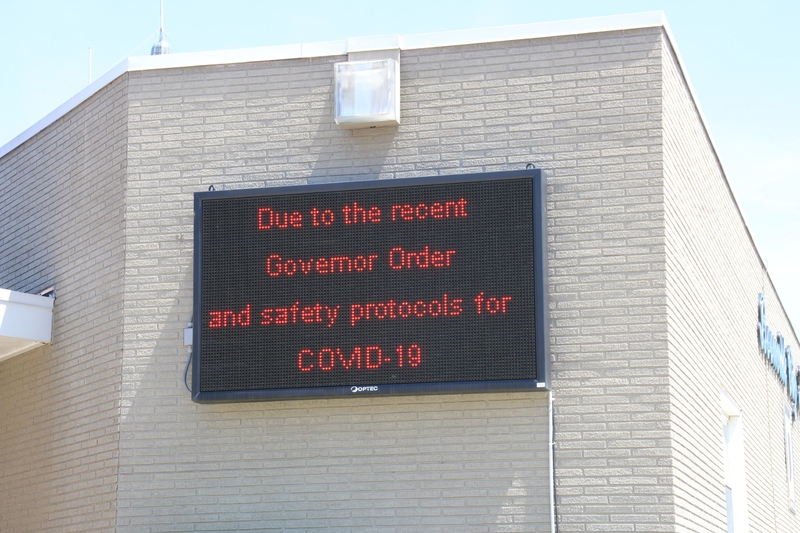 Due to the recent
Governor Order
and safety protocols for
COVID-19
OPTEC